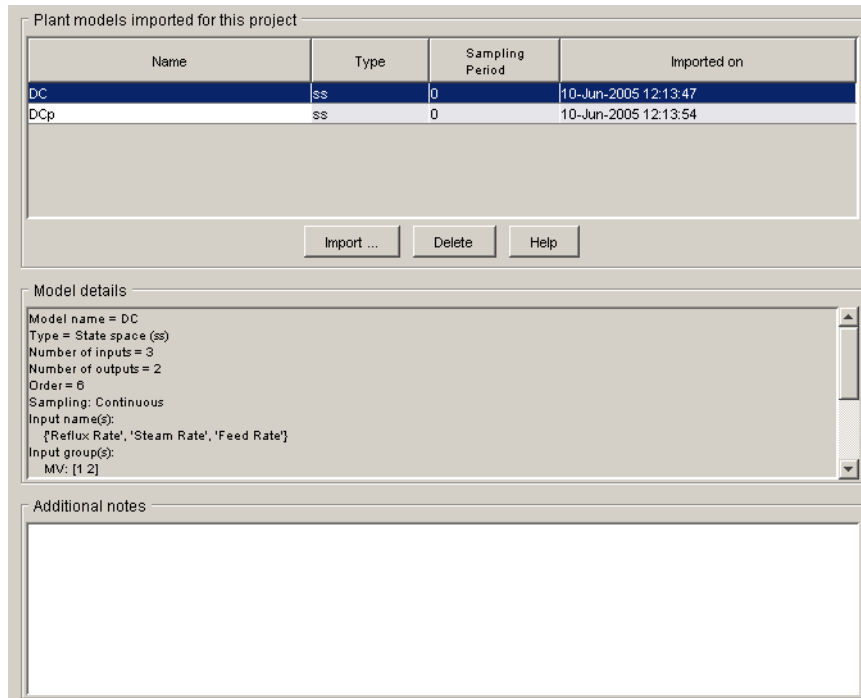 Plant models imported for this project
Name Type Sampling Period Imported on
DC ss 0 10-Jun-2005 12:13:47
DCp ss 0 10-Jun-2005 12:13:54
Import ... Delete Help
Model details
Model name = DC
Type = State space (ss)
Number of inputs = 3
Number of outputs = 2
Order = 6
Sampling: Continuous
Input name(s):
{'Reflux Rate', 'Steam Rate', 'Feed Rate'}
Input group(s):
MV: [1 2]
Additional notes